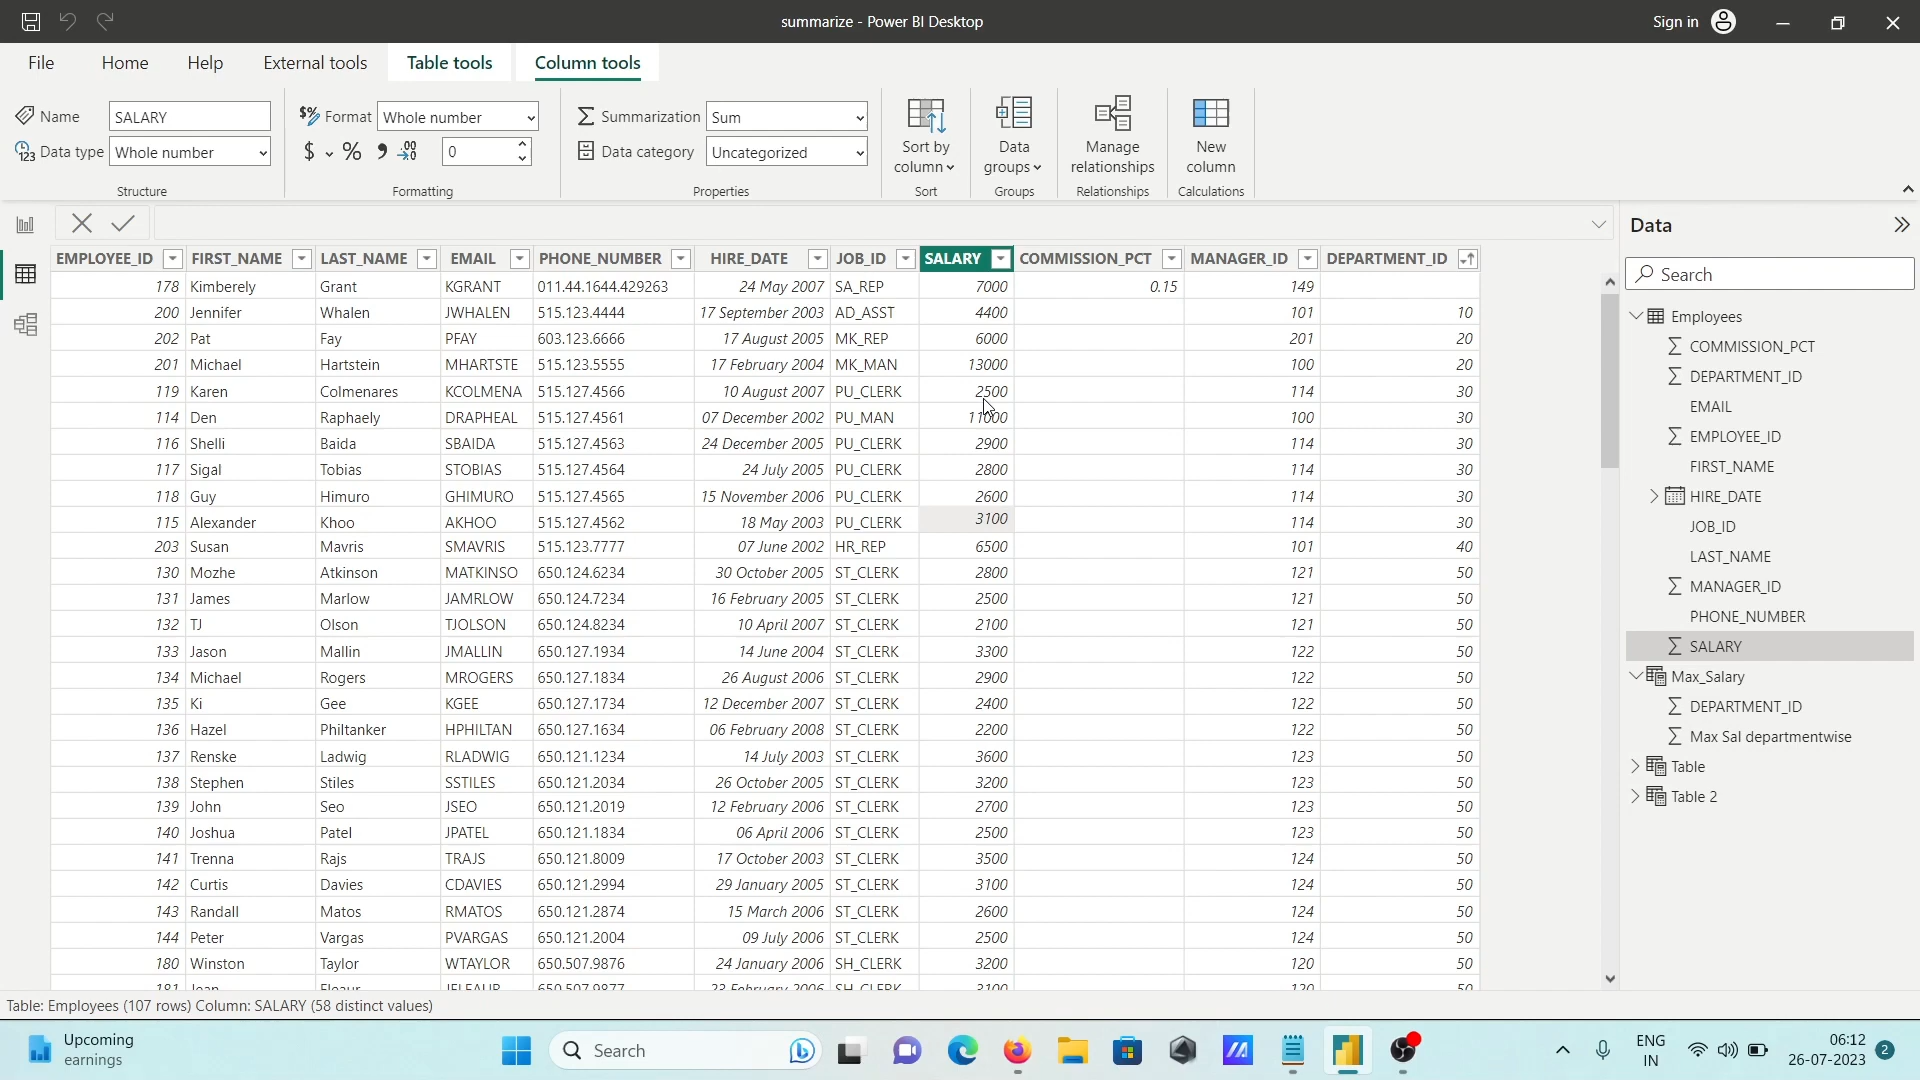 summarize - Power BI Desktop
Sign in
File Home Help External tools Table tools Column tools
Name SALARY
Data type Whole number
Structure
Format Whole number
$ % 0
Formatting
Summarization Sum
Data category Uncategorized
Properties
Sort by
column
Sort
Data
groups
Groups
Manage
relationships
Relationships
New
column
Calculations
EMPLOYEE_ID FIRST_NAME LAST_NAME EMAIL PHONE_NUMBER HIRE_DATE JOB_ID SALARY COMMISSION_PCT MANAGER_ID DEPARTMENT_ID
178 Kimberely Grant KGRANT 011.44.1644.429263 24 May 2007 SA_REP 7000 0.15 149
200 Jennifer Whalen JWHALEN 515.123.4444 17 September 2003 AD_ASST 4400 101 10
202 Pat Fay PFAY 603.123.6666 17 August 2005 MK_REP 6000 201 20
201 Michael Hartstein MHARTSTE 515.123.5555 17 February 2004 MK_MAN 13000 100 20
119 Karen Colmenares KCOLMENA 515.127.4566 10 August 2007 PU_CLERK 2500 114 30
114 Den Raphaely DRAPHEAL 515.127.4561 07 December 2002 PU_MAN 11000 100 30
116 Shelli Baida SBAIDA 515.127.4563 24 December 2005 PU_CLERK 2900 114 30
117 Sigal Tobias STOBIAS 515.127.4564 24 July 2005 PU_CLERK 2800 114 30
118 Guy Himuro GHIMURO 515.127.4565 15 November 2006 PU_CLERK 2600 114 30
115 Alexander Khoo AKHOO 515.127.4562 18 May 2003 PU_CLERK 3100 114 30
203 Susan Mavris SMAVRIS 515.123.7777 07 June 2002 HR_REP 6500 101 40
130 Mozhe Atkinson MATKINSO 650.124.6234 30 October 2005 ST_CLERK 2800 121 50
131 James Marlow JAMRLOW 650.124.7234 16 February 2005 ST_CLERK 2500 121 50
132 TJ Olson TJOLSON 650.124.8234 10 April 2007 ST_CLERK 2100 121 50
133 Jason Mallin JMALLIN 650.127.1934 14 June 2004 ST_CLERK 3300 122 50
134 Michael Rogers MROGERS 650.127.1834 26 August 2006 ST_CLERK 2900 122 50
135 Ki Gee KGEE 650.127.1734 12 December 2007 ST_CLERK 2400 122 50
136 Hazel Philtanker HPHILTAN 650.127.1634 06 February 2008 ST_CLERK 2200 122 50
137 Renske Ladwig RLADWIG 650.121.1234 14 July 2003 ST_CLERK 3600 123 50
138 Stephen Stiles SSTILES 650.121.2034 26 October 2005 ST_CLERK 3200 123 50
139 John Seo JSEO 650.121.2019 12 February 2006 ST_CLERK 2700 123 50
140 Joshua Patel JPATEL 650.121.1834 06 April 2006 ST_CLERK 2500 123 50
141 Trenna Rajs TRAJS 650.121.8009 17 October 2003 ST_CLERK 3500 124 50
142 Curtis Davies CDAVIES 650.121.2994 29 January 2005 ST_CLERK 3100 124 50
143 Randall Matos RMATOS 650.121.2874 15 March 2006 ST_CLERK 2600 124 50
144 Peter Vargas PVARGAS 650.121.2004 09 July 2006 ST_CLERK 2500 124 50
180 Winston Taylor WTAYLOR 650.507.9876 24 January 2006 SH_CLERK 3200 120 50
181 Jean Fleaur JFLEAUR 650.507.9877 23 February 2006 SH_CLERK 3100 120 50
Data
Search
Employees
COMMISSION_PCT
DEPARTMENT_ID
EMAIL
EMPLOYEE_ID
FIRST_NAME
HIRE_DATE
JOB_ID
LAST_NAME
MANAGER_ID
PHONE_NUMBER
SALARY
Max_Salary
DEPARTMENT_ID
Max Sal departmentwise
Table
Table 2
Table: Employees (107 rows) Column: SALARY (58 distinct values)
Upcoming
earnings
Search
ENG
IN
06:12
26-07-2023
2